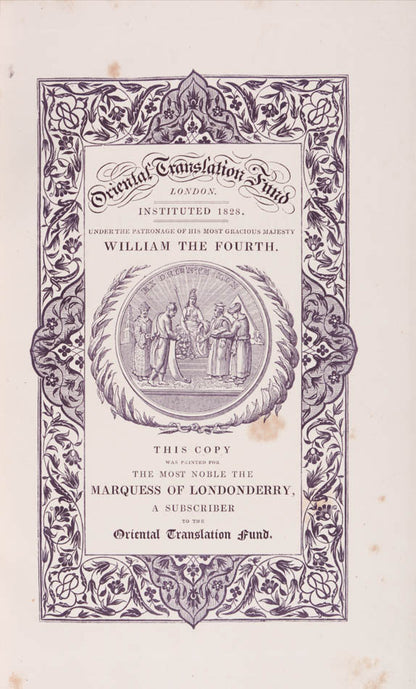 Oriental Translation Fund
LONDON.
INSTITUTED 1828.
UNDER THE PATRONAGE OF HIS MOST GRACIOUS MAJESTY
WILLIAM THE FOURTH.
EX ORIENTE LUX
THIS COPY
WAS PRINTED FOR
THE MOST NOBLE THE
MARQUESS OF LONDONDERRY,
A SUBSCRIBER
TO THE
Oriental Translation Fund.